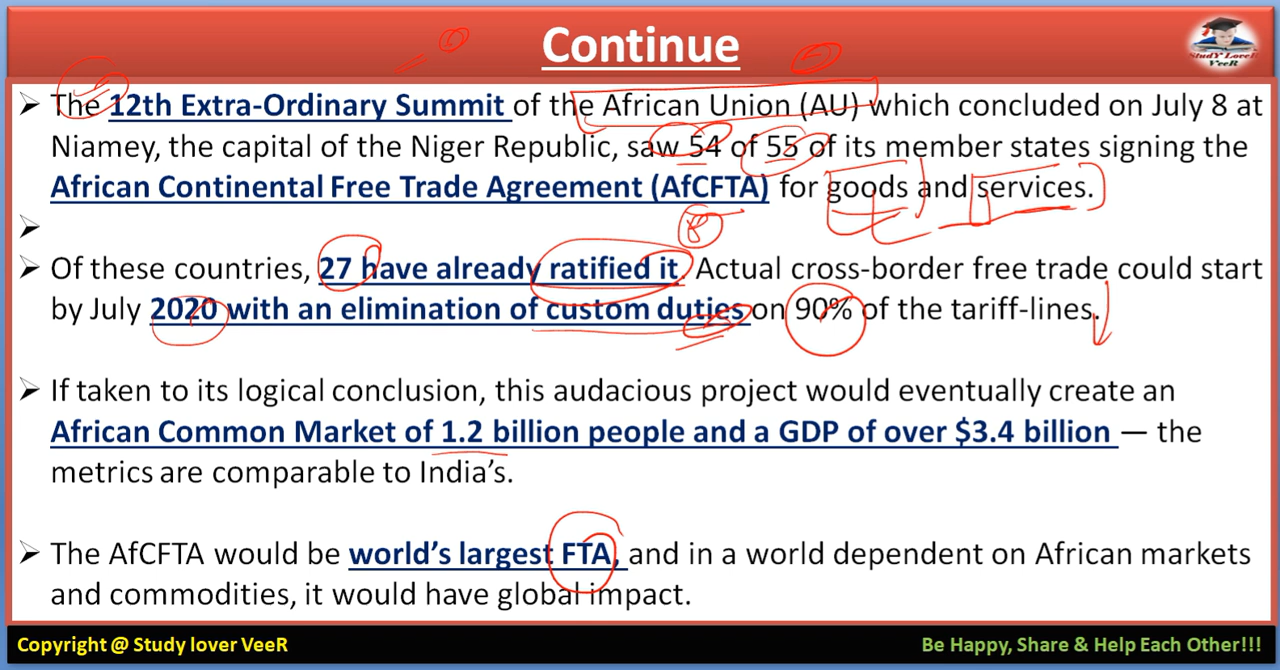 Continue
StudY LoveR
VeeR
➤ The 12th Extra-Ordinary Summit of the African Union (AU) which concluded on July 8 at
Niamey, the capital of the Niger Republic, saw 54 of 55 of its member states signing the
African Continental Free Trade Agreement (AfCFTA) for goods and services.
➤
➤ Of these countries, 27 have already ratified it. Actual cross-border free trade could start
by July 2020 with an elimination of custom duties on 90% of the tariff-lines.
➤ If taken to its logical conclusion, this audacious project would eventually create an
African Common Market of 1.2 billion people and a GDP of over $3.4 billion — the
metrics are comparable to India’s.
➤ The AfCFTA would be world’s largest FTA, and in a world dependent on African markets
and commodities, it would have global impact.
Copyright @ Study lover VeeR
Be Happy, Share & Help Each Other!!!